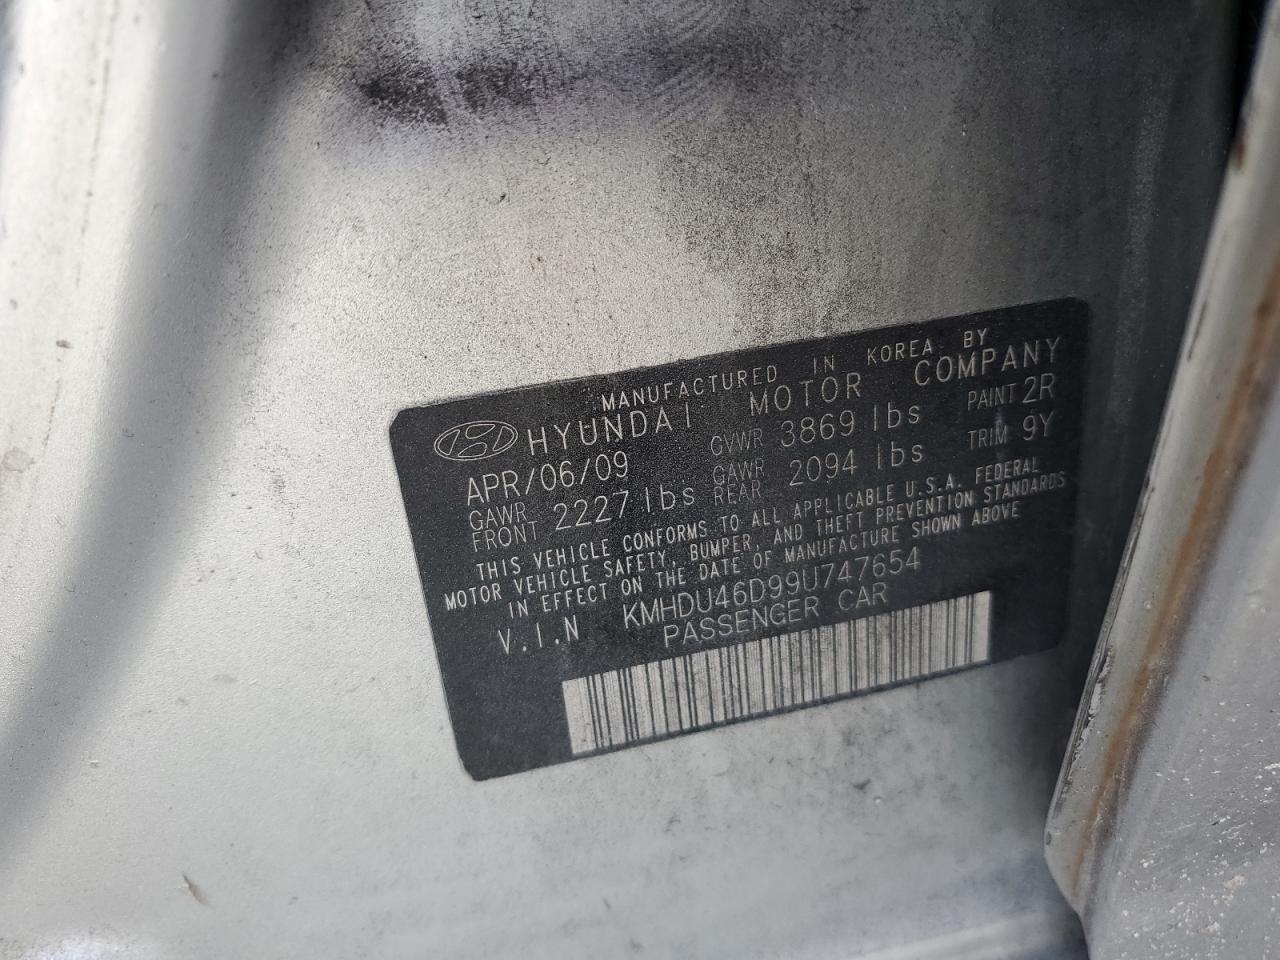 MANUFACTURED IN KOREA BY
HYUNDAI MOTOR COMPANY
APR/06/09 GVWR 3869 lbs PAINT 2R
GAWR FRONT 2227 lbs GAWR REAR 2094 lbs TRIM 9Y
THIS VEHICLE CONFORMS TO ALL APPLICABLE U.S.A. FEDERAL
MOTOR VEHICLE SAFETY, BUMPER, AND THEFT PREVENTION STANDARDS
IN EFFECT ON THE DATE OF MANUFACTURE SHOWN ABOVE
V.I.N KMHDU46D99U747654
PASSENGER CAR